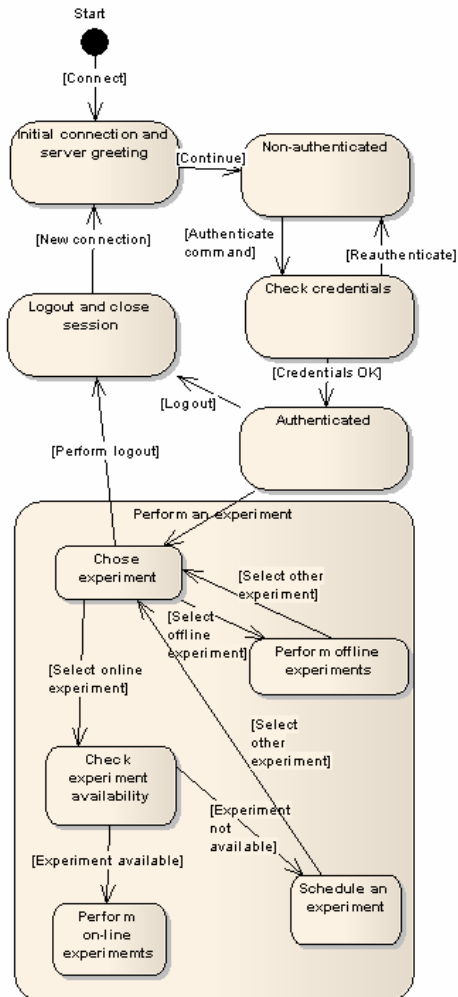 Start
[Connect]
Initial connection and
server greeting
[Continue]
Non-authenticated
[Authenticate
command]
[Reauthenticate]
[New connection]
Check credentials
Logout and close
session
[Credentials OK]
[Logout]
Authenticated
[Perform logout]
Perform an experiment
Chose
experiment
[Select other
experiment]
[Select
offline
experiment]
Perform offline
experiments
[Select online
experiment]
[Select
other
experiment]
Check
experiment
availability
[Experiment
not
available]
[Experiment available]
Schedule an
experiment
Perform
on-line
experimemts